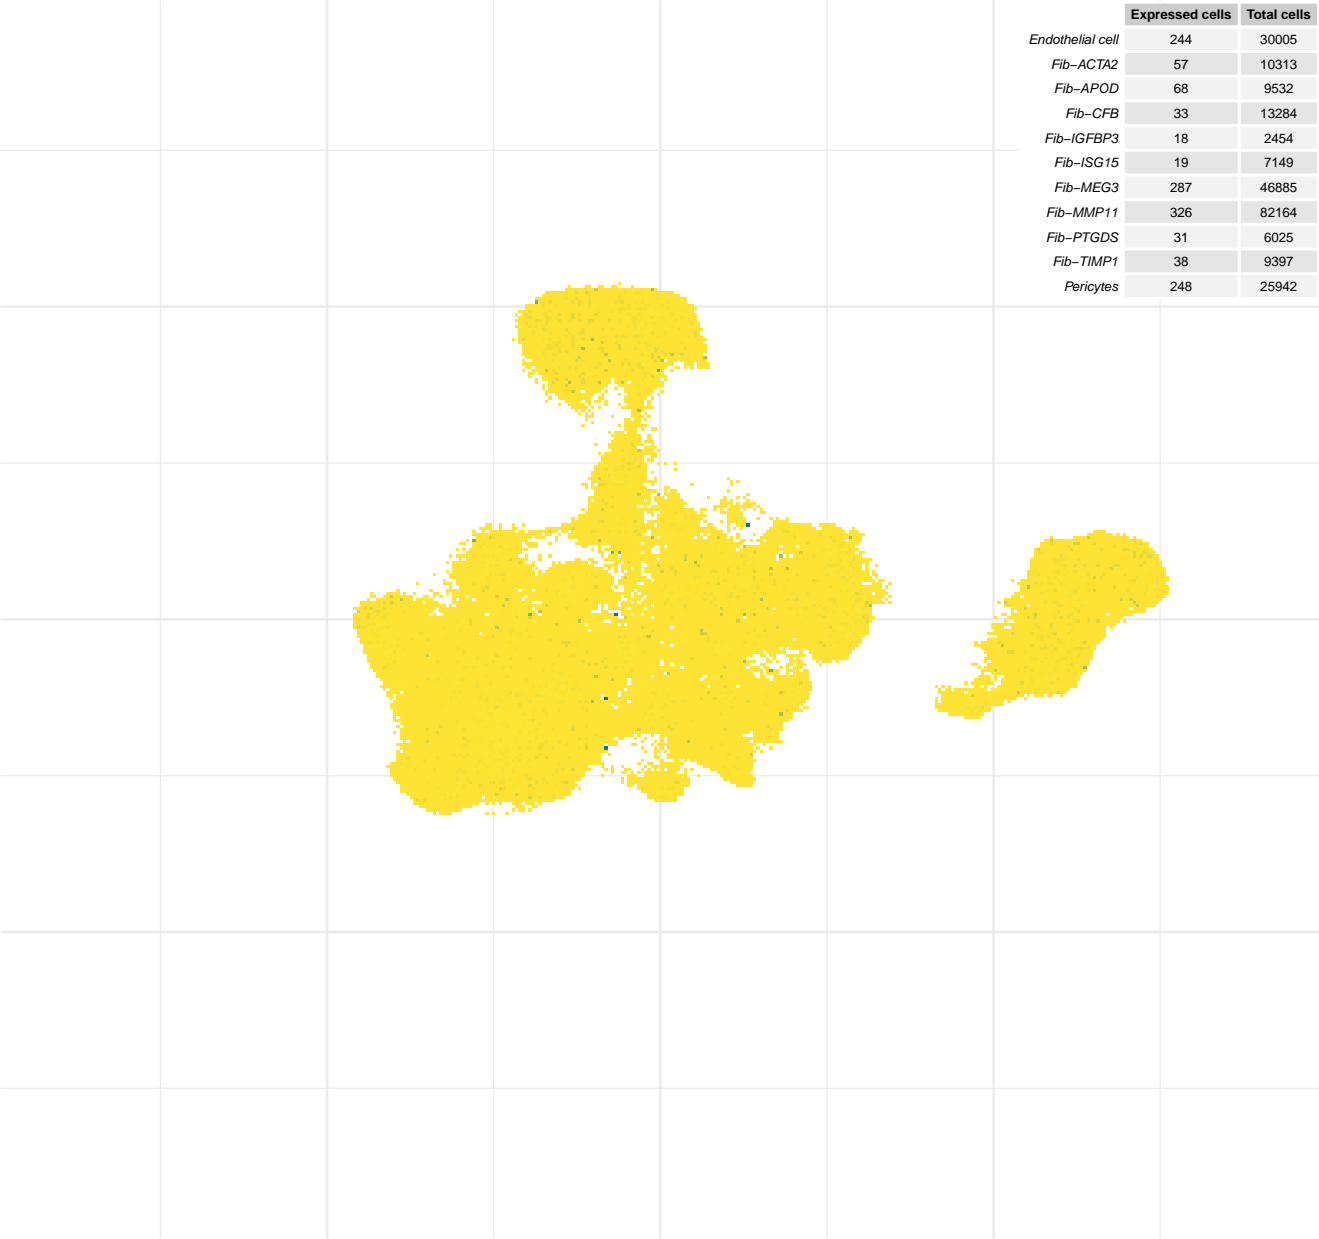 Expressed cells Total cells
Endothelial cell 244 30005
Fib−ACTA2 57 10313
Fib−APOD 68 9532
Fib−CFB 33 13284
Fib−IGFBP3 18 2454
Fib−ISG15 19 7149
Fib−MEG3 287 46885
Fib−MMP11 326 82164
Fib−PTGDS 31 6025
Fib−TIMP1 38 9397
Pericytes 248 25942